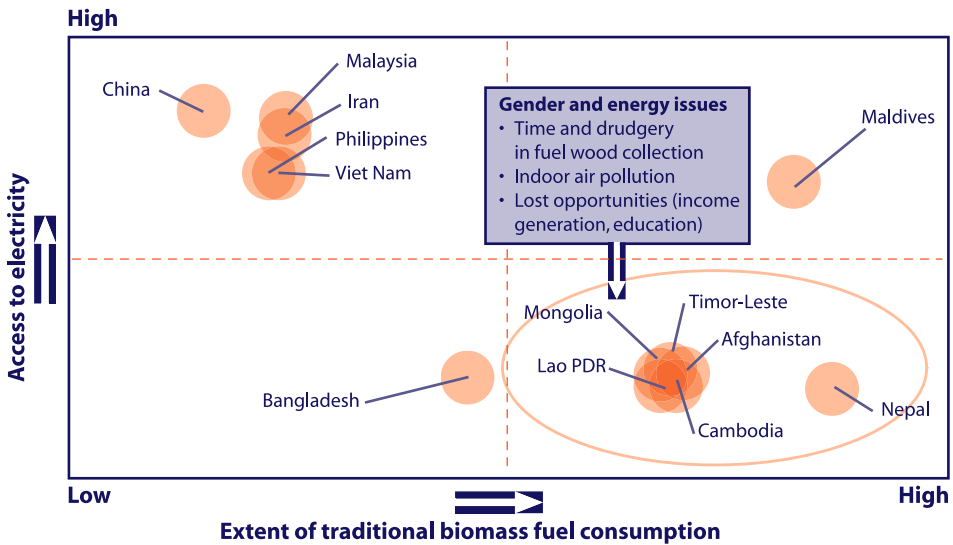 High
Malaysia
China
Iran
Philippines
Viet Nam
Gender and energy issues
• Time and drudgery
in fuel wood collection
• Indoor air pollution
• Lost opportunities (income
generation, education)
Maldives
Access to electricity
Mongolia
Timor-Leste
Afghanistan
Lao PDR
Bangladesh
Cambodia
Nepal
Low
High
Extent of traditional biomass fuel consumption